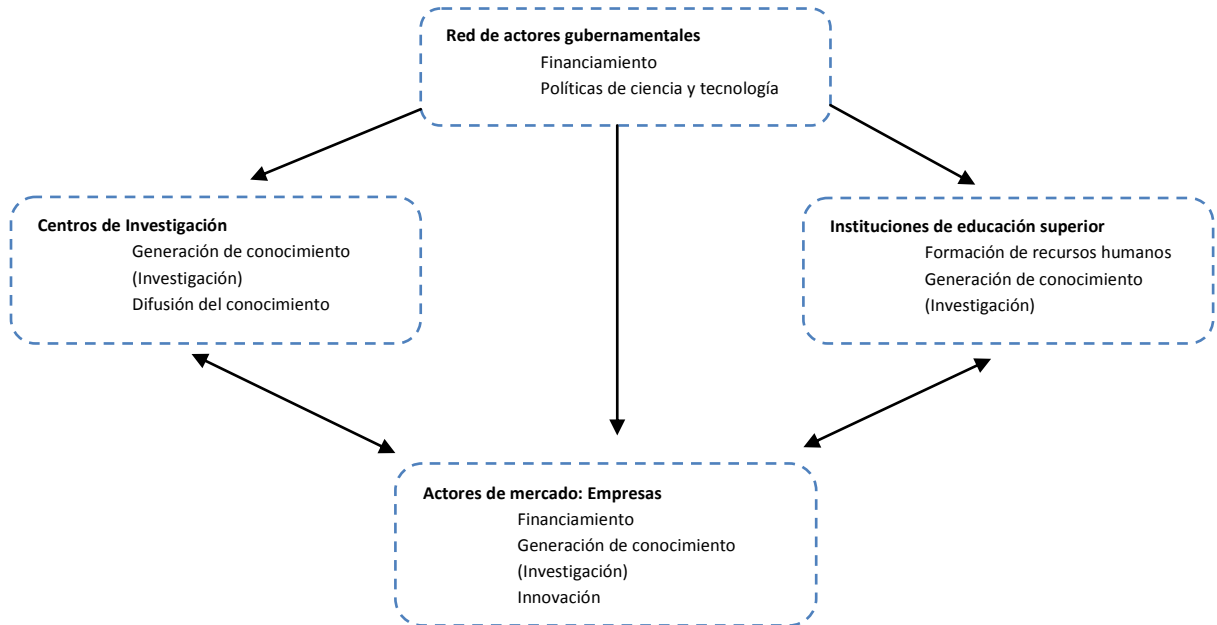 Red de actores gubernamentales
Financiamiento
Políticas de ciencia y tecnología
Centros de Investigación
Generación de conocimiento
(Investigación)
Difusión del conocimiento
Instituciones de educación superior
Formación de recursos humanos
Generación de conocimiento
(Investigación)
Actores de mercado: Empresas
Financiamiento
Generación de conocimiento
(Investigación)
Innovación